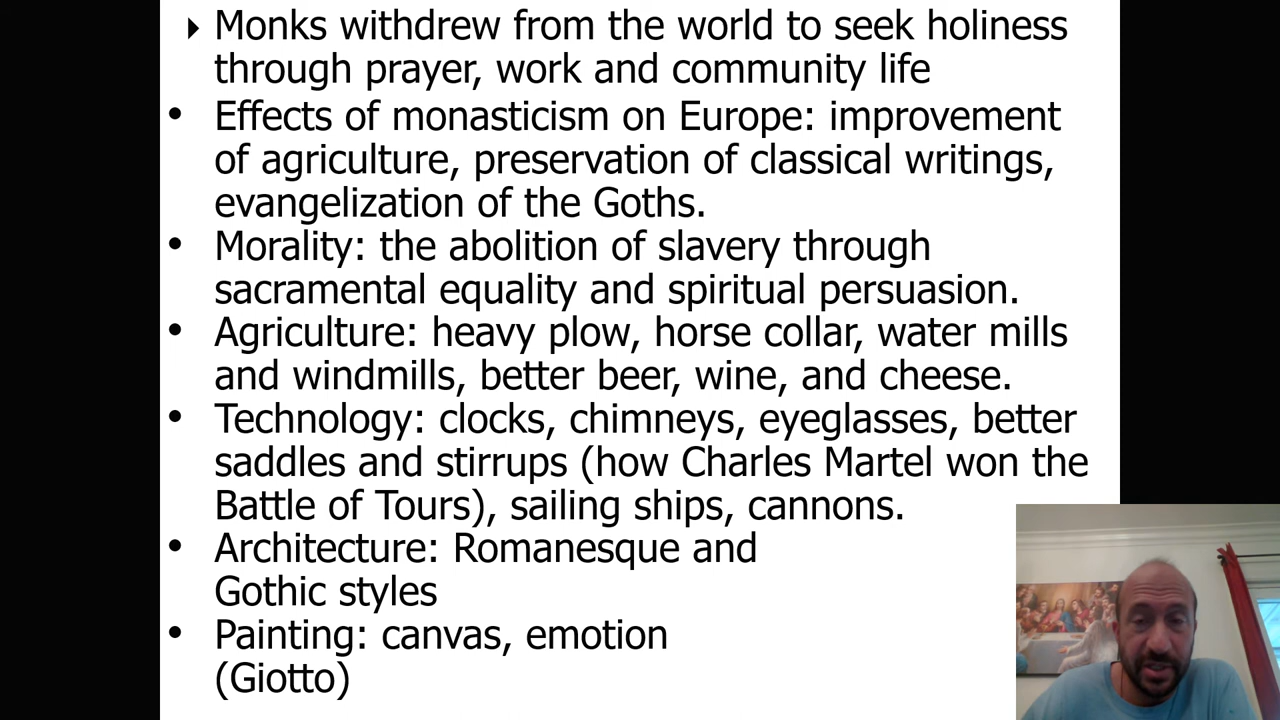 Monks withdrew from the world to seek holiness
through prayer, work and community life
• Effects of monasticism on Europe: improvement
of agriculture, preservation of classical writings,
evangelization of the Goths.
• Morality: the abolition of slavery through
sacramental equality and spiritual persuasion.
• Agriculture: heavy plow, horse collar, water mills
and windmills, better beer, wine, and cheese.
• Technology: clocks, chimneys, eyeglasses, better
saddles and stirrups (how Charles Martel won the
Battle of Tours), sailing ships, cannons.
• Architecture: Romanesque and
Gothic styles
• Painting: canvas, emotion
(Giotto)